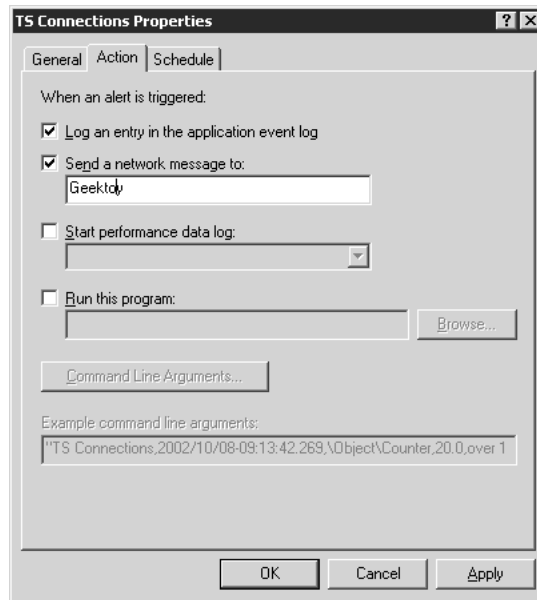 TS Connections Properties
General Action Schedule
When an alert is triggered:
Log an entry in the application event log
Send a network message to:
Geektoy
Start performance data log:
Run this program:
Browse...
Command Line Arguments...
Example command line arguments:
"TS Connections,2002/10/08-09:13:42.269,\Object\Counter,20.0,over 1
OK Cancel Apply